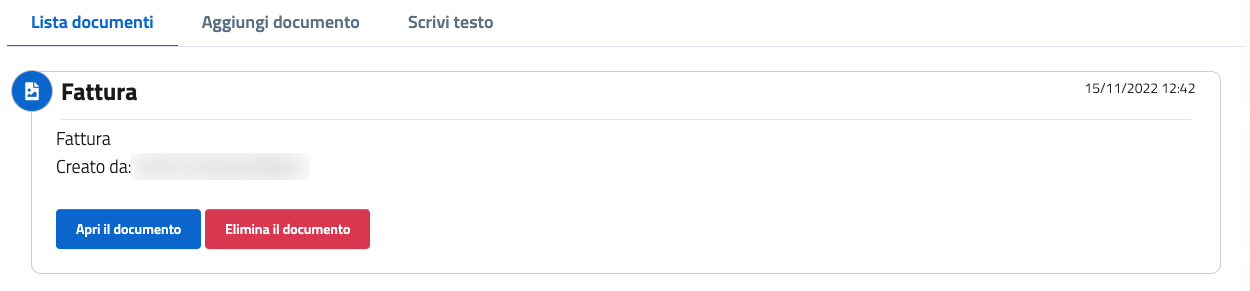 Lista documenti Aggiungi documento Scrivi testo
Fattura 15/11/2022 12:42
Fattura
Creato da:
Apri il documento Elimina il documento